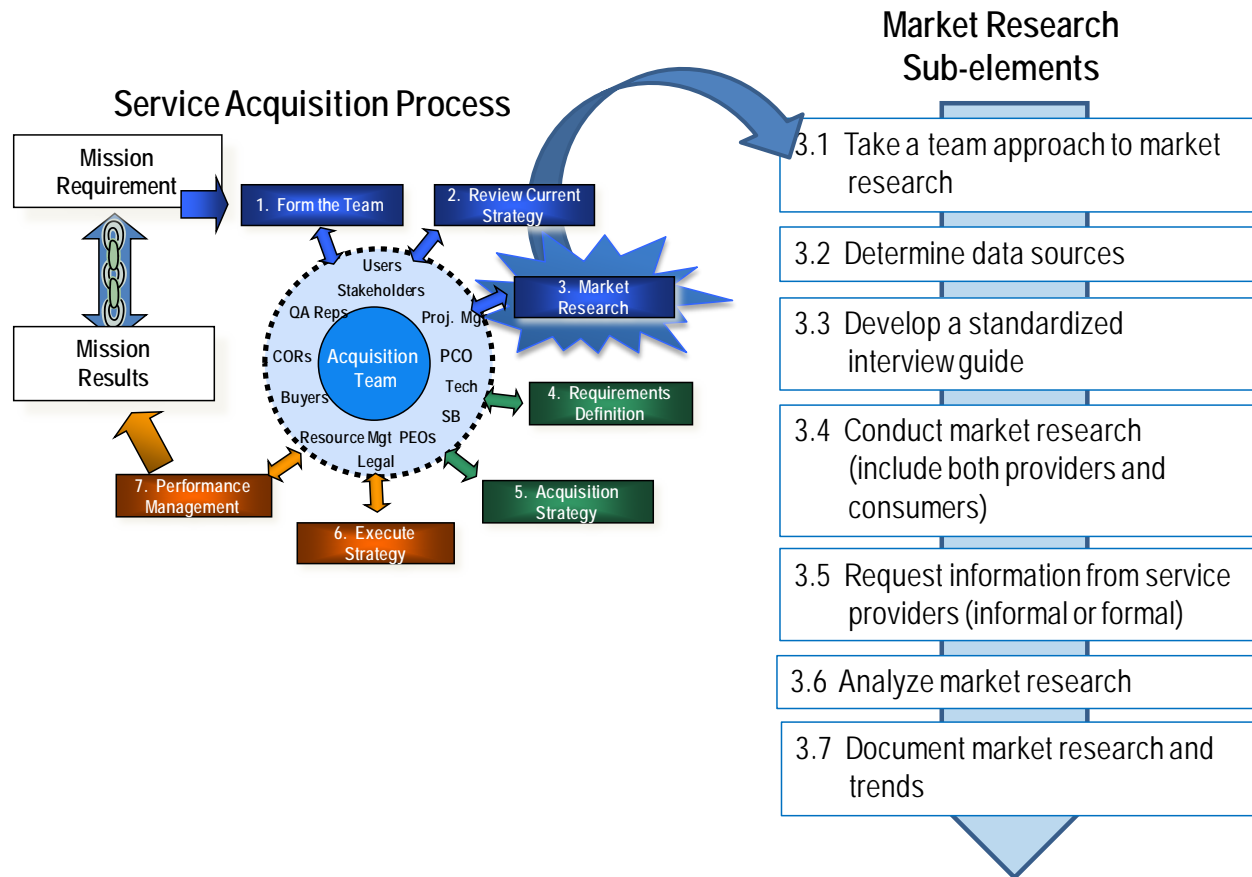 Service Acquisition Process
Mission
Requirement
Mission
Results
1. Form the Team
2. Review Current
Strategy
3. Market
Research
4. Requirements
Definition
5. Acquisition
Strategy
6. Execute
Strategy
7. Performance
Management
Users
Stakeholders
QA Reps
Proj. Mgr
CORs
PCO
Tech
Buyers
SB
Resource Mgt
PEOs
Legal
Acquisition
Team
Market Research
Sub-elements
3.1 Take a team approach to market
research
3.2 Determine data sources
3.3 Develop a standardized
interview guide
3.4 Conduct market research
(include both providers and
consumers)
3.5 Request information from service
providers (informal or formal)
3.6 Analyze market research
3.7 Document market research and
trends